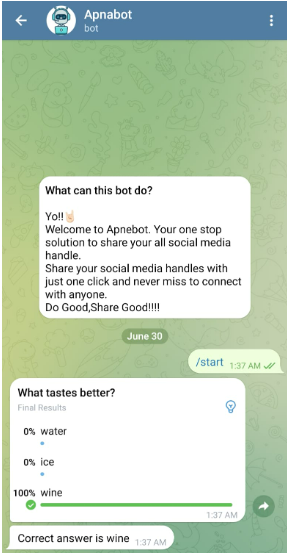 Apnabot
bot
What can this bot do?
Yo!!🤘🏻
Welcome to Apnebot. Your one stop
solution to share your all social media
handle.
Share your social media handles with
just one click and never miss to connect
with anyone.
Do Good,Share Good!!!!
June 30
/start 1:37 AM
What tastes better?
Final Results
0% water
0% ice
100% wine
1:37 AM
Correct answer is wine 1:37 AM